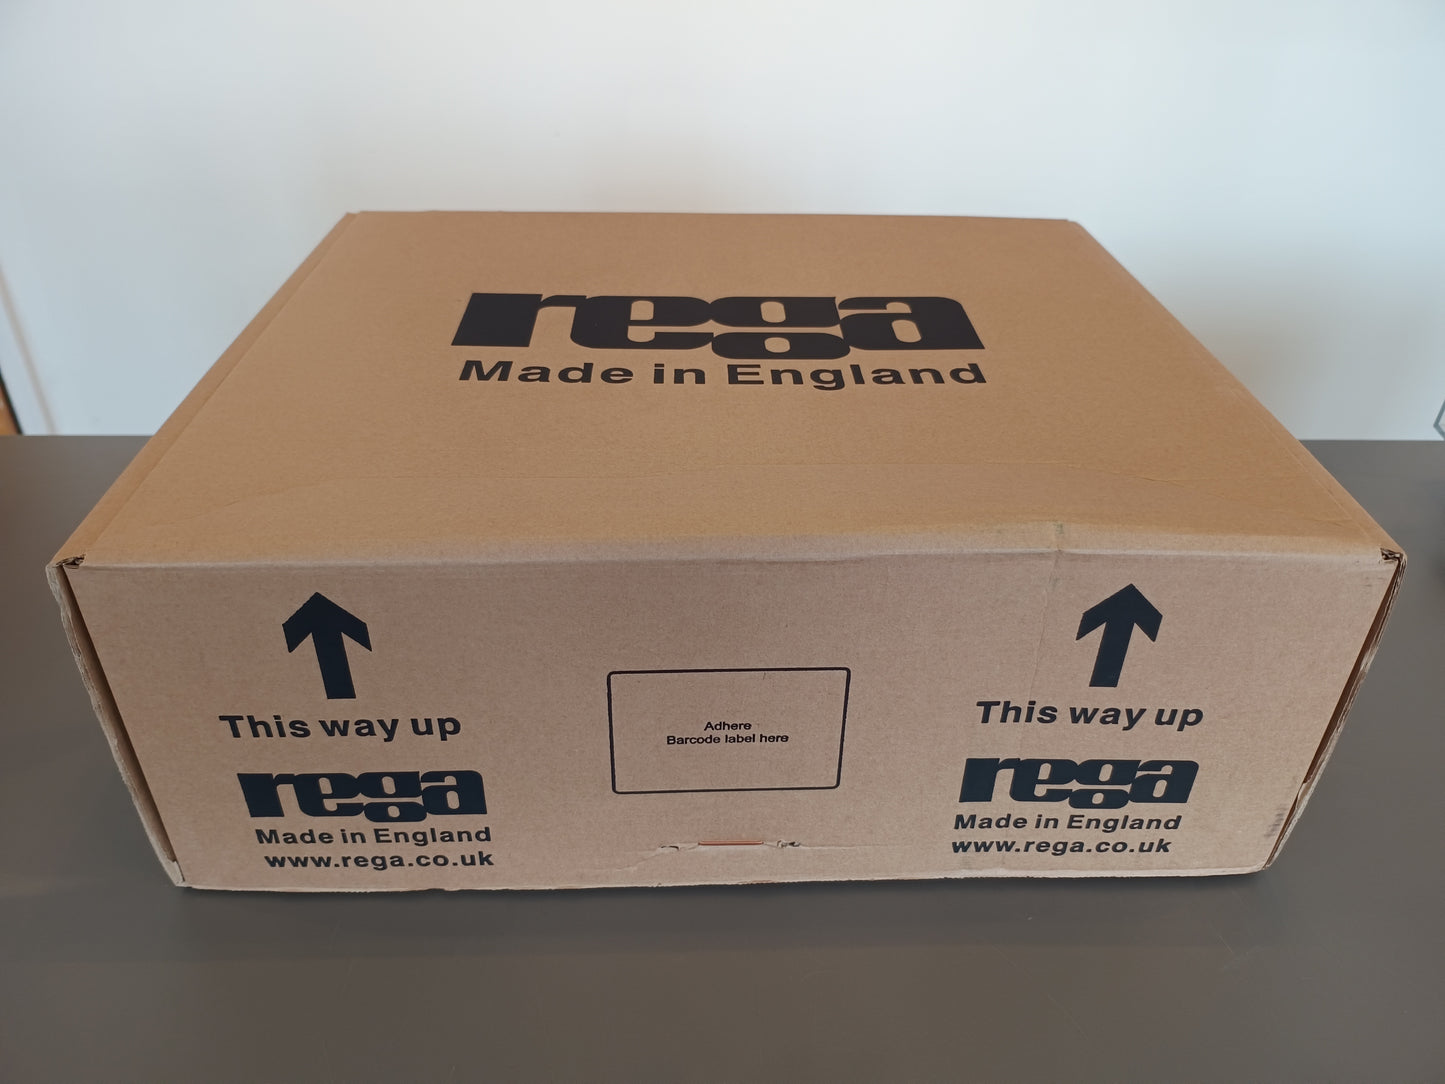 rega
Made in England
This way up
rega
Made in England
www.rega.co.uk
Adhere
Barcode label here
This way up
rega
Made in England
www.rega.co.uk